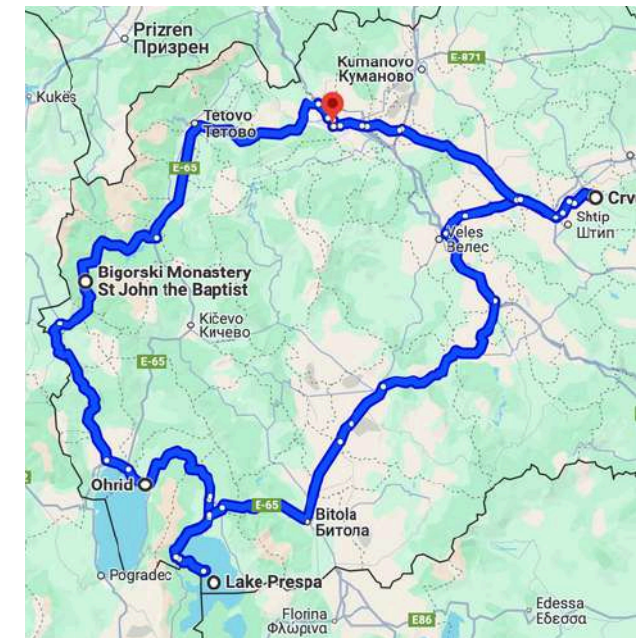 Prizren
Призрен
Kukës
Kumanovo
Куманово
E-871
Tetovo
Тетово
E-65
Crv
Shtip
Штип
Veles
Велес
Bigorski Monastery
St John the Baptist
Kičevo
Кичево
E-65
Ohrid
E-65
Bitola
Битола
Pogradec
Lake Prespa
Florina
Φλώρινα
E86
Edessa
Εδεσσα